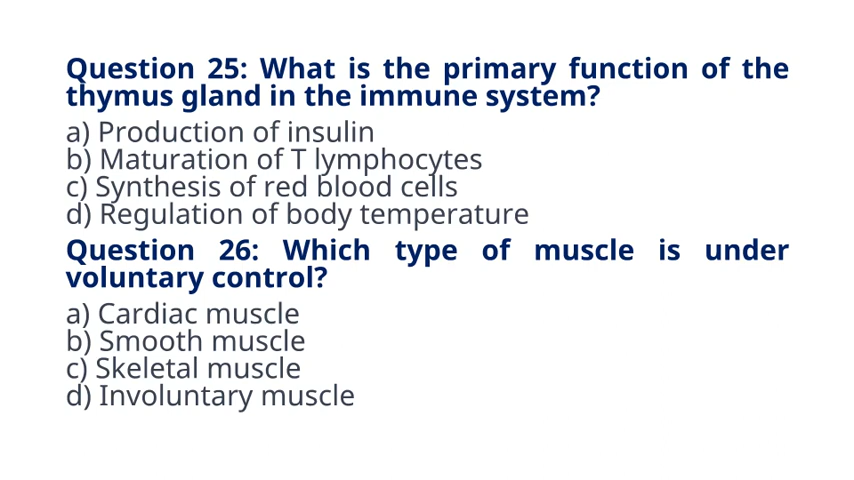 Question 25: What is the primary function of the
thymus gland in the immune system?
a) Production of insulin
b) Maturation of T lymphocytes
c) Synthesis of red blood cells
d) Regulation of body temperature
Question 26: Which type of muscle is under
voluntary control?
a) Cardiac muscle
b) Smooth muscle
c) Skeletal muscle
d) Involuntary muscle